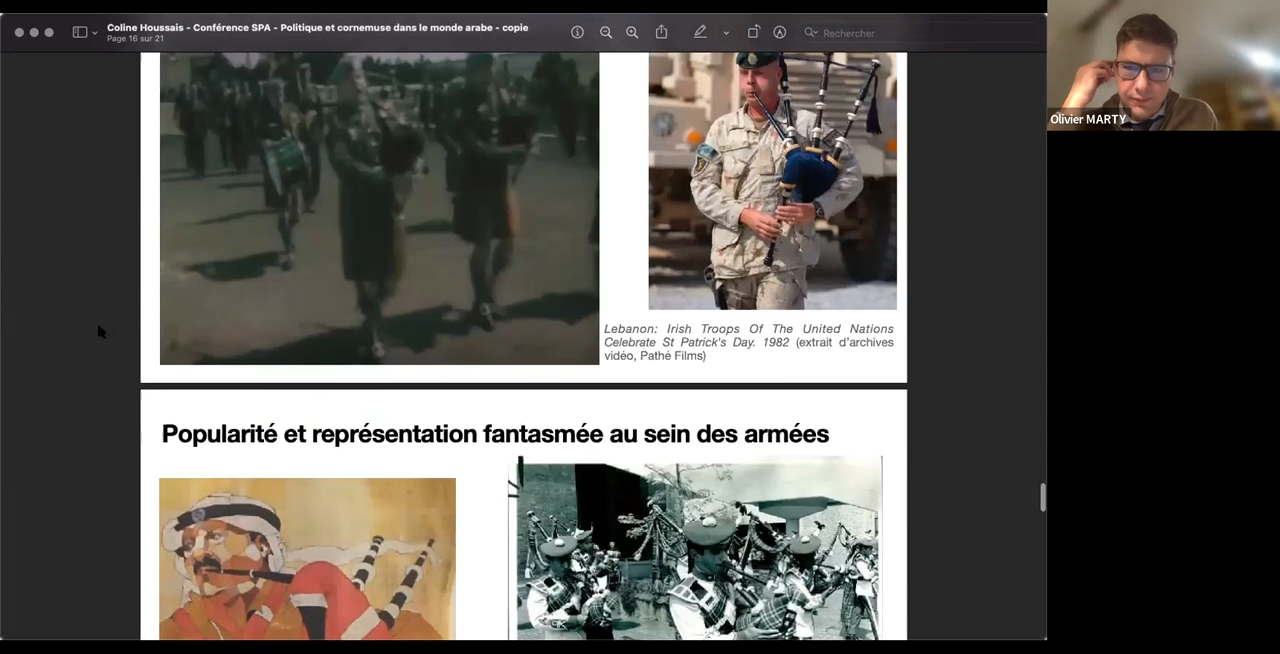 Coline Houssais - Conférence SPA - Politique et cornemuse dans le monde arabe - copie
Page 16 sur 21
Rechercher
Olivier MARTY
Lebanon: Irish Troops Of The United Nations
Celebrate St Patrick's Day. 1982 (extrait d'archives
vidéo, Pathé Films)
Popularité et représentation fantasmée au sein des armées